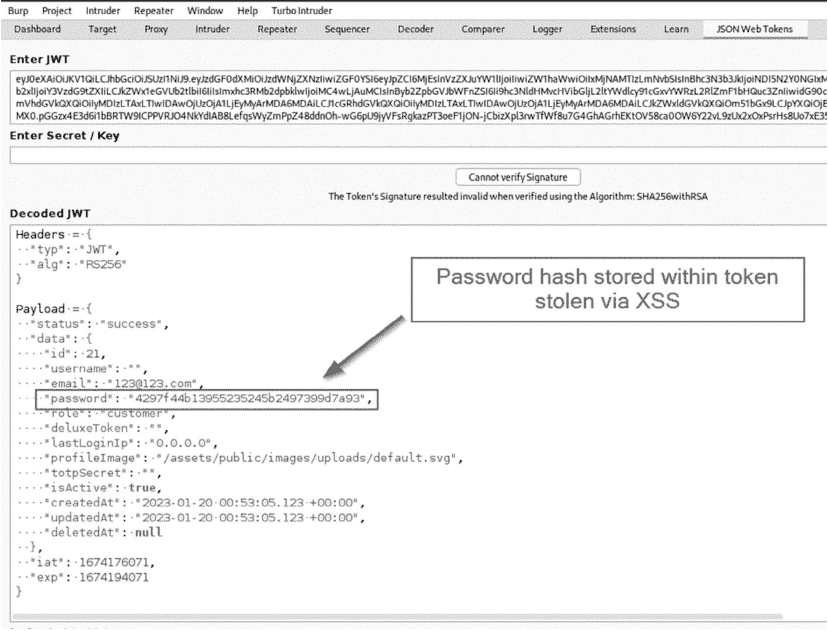 Burp Project Intruder Repeater Window Help Turbo Intruder
Dashboard Target Proxy Intruder Repeater Sequencer Decoder Comparer Logger Extensions Learn JSON Web Tokens
Enter JWT
Enter Secret / Key
Cannot verify Signature
The Token's Signature resulted invalid when verified using the Algorithm: SHA256withRSA
Decoded JWT
Headers = {
"typ": "JWT",
"alg": "RS256"
}
Password hash stored within token
stolen via XSS
Payload = {
"status": "success",
"data": {
"id": 21,
"username": "",
"email": "123@123.com",
"password": "4297f44b13955235245b2497399d7a93",
"role": "customer",
"deluxeToken": "",
"lastLoginIp": "0.0.0.0",
"profileImage": "/assets/public/images/uploads/default.svg",
"totpSecret": "",
"isActive": true,
"createdAt": "2023-01-20 00:53:05.123 +00:00",
"updatedAt": "2023-01-20 00:53:05.123 +00:00",
"deletedAt": null
},
"iat": 1674176071,
"exp": 1674194071
}